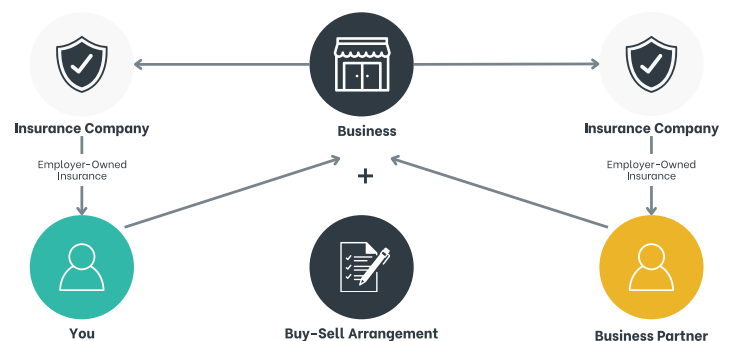 Insurance Company
Business
Insurance Company
Employer-Owned
Insurance
Employer-Owned
Insurance
+
You
Buy-Sell Arrangement
Business Partner